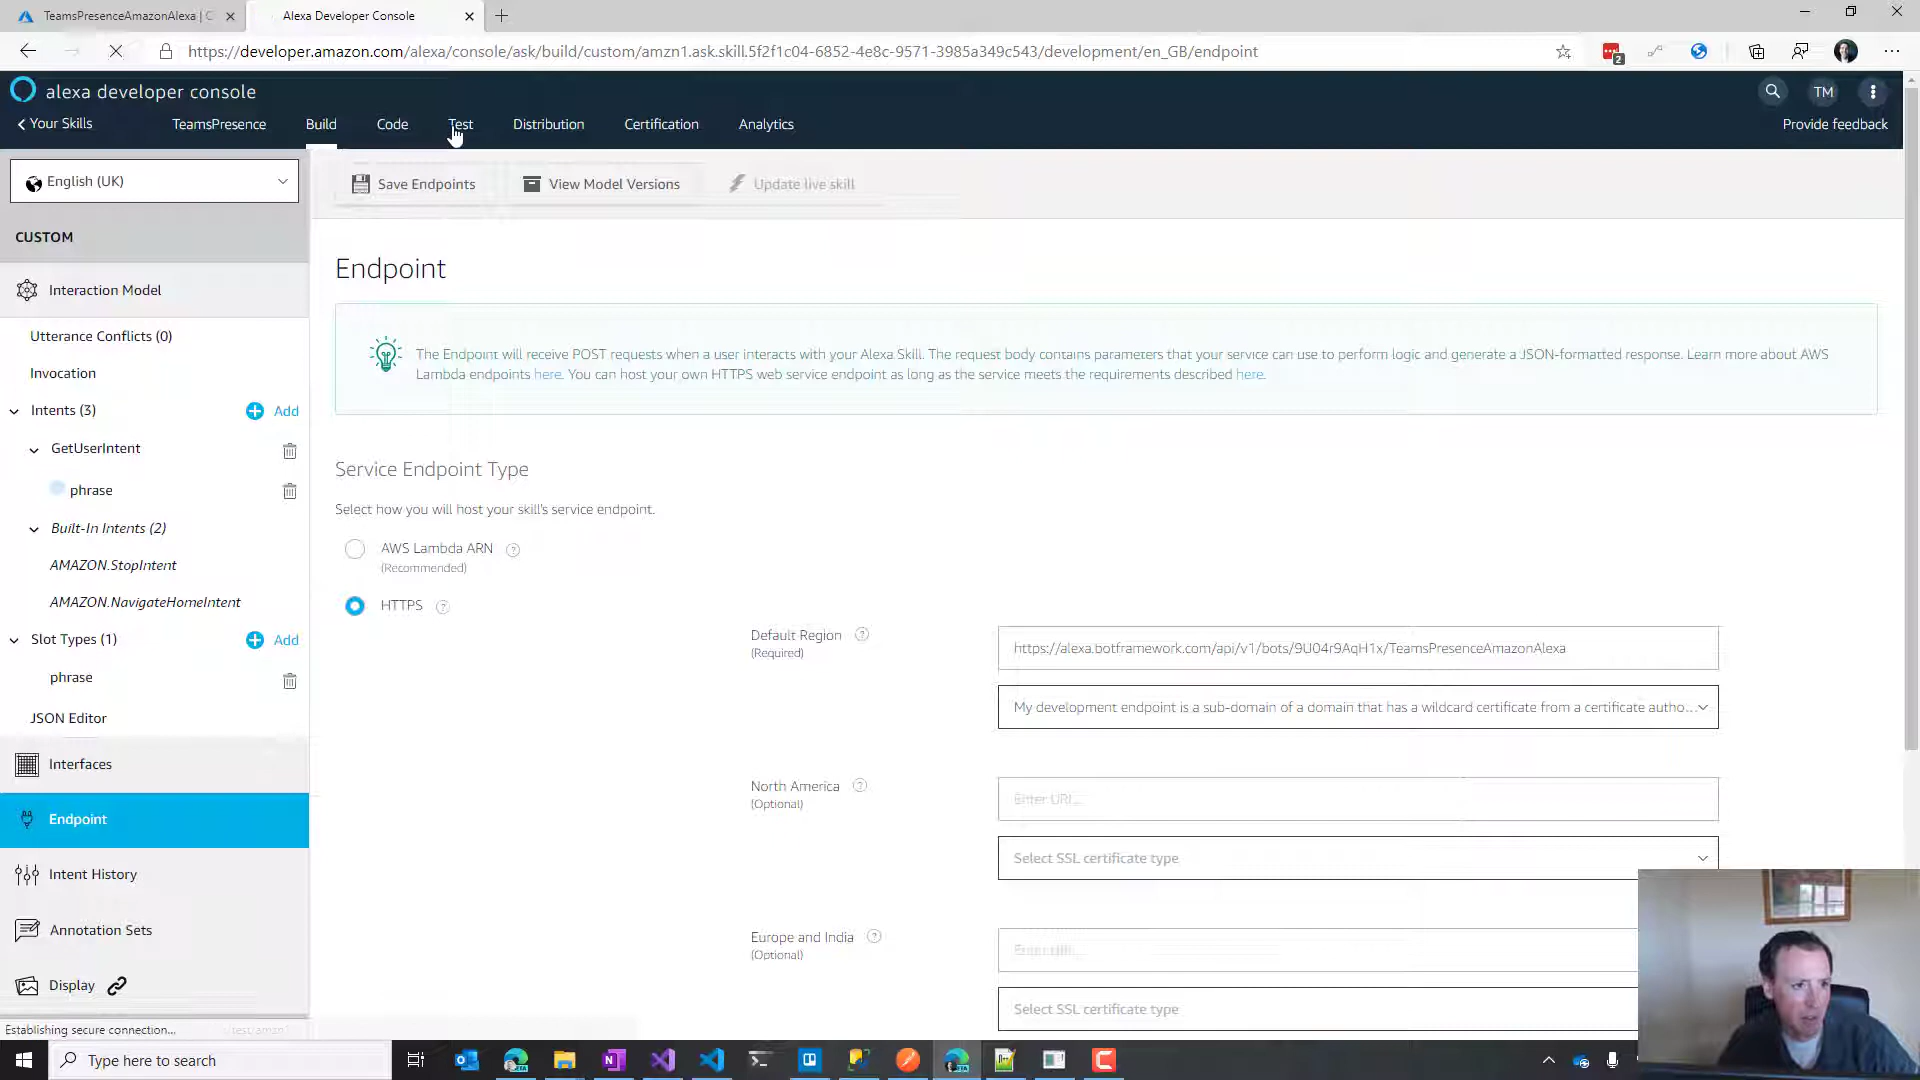 TeamsPresenceAmazonAlexa | C
Alexa Developer Console
https://developer.amazon.com/alexa/console/ask/build/custom/amzn1.ask.skill.5f2f1c04-6852-4e8c-9571-3985a349c543/development/en_GB/endpoint
2
alexa developer console
TM
Your Skills
TeamsPresence
Build
Code
Test
Distribution
Certification
Analytics
Provide feedback
English (UK)
Save Endpoints
View Model Versions
Update live skill
CUSTOM
Interaction Model
Utterance Conflicts (0)
Invocation
Intents (3)
Add
GetUserIntent
phrase
Built-In Intents (2)
AMAZON.StopIntent
AMAZON.NavigateHomeIntent
Slot Types (1)
Add
phrase
JSON Editor
Interfaces
Endpoint
Intent History
Annotation Sets
Display
Endpoint
The Endpoint will receive POST requests when a user interacts with your Alexa Skill. The request body contains parameters that your service can use to perform logic and generate a JSON-formatted response. Learn more about AWS
Lambda endpoints here. You can host your own HTTPS web service endpoint as long as the service meets the requirements described here.
Service Endpoint Type
Select how you will host your skill's service endpoint.
AWS Lambda ARN
(Recommended)
HTTPS
Default Region
(Required)
https://alexa.botframework.com/api/v1/bots/9U04r9AqH1x/TeamsPresenceAmazonAlexa
My development endpoint is a sub-domain of a domain that has a wildcard certificate from a certificate autho...
North America
(Optional)
Enter URL...
Select SSL certificate type
Europe and India
(Optional)
Enter URL...
Select SSL certificate type
Establishing secure connection...
Type here to search